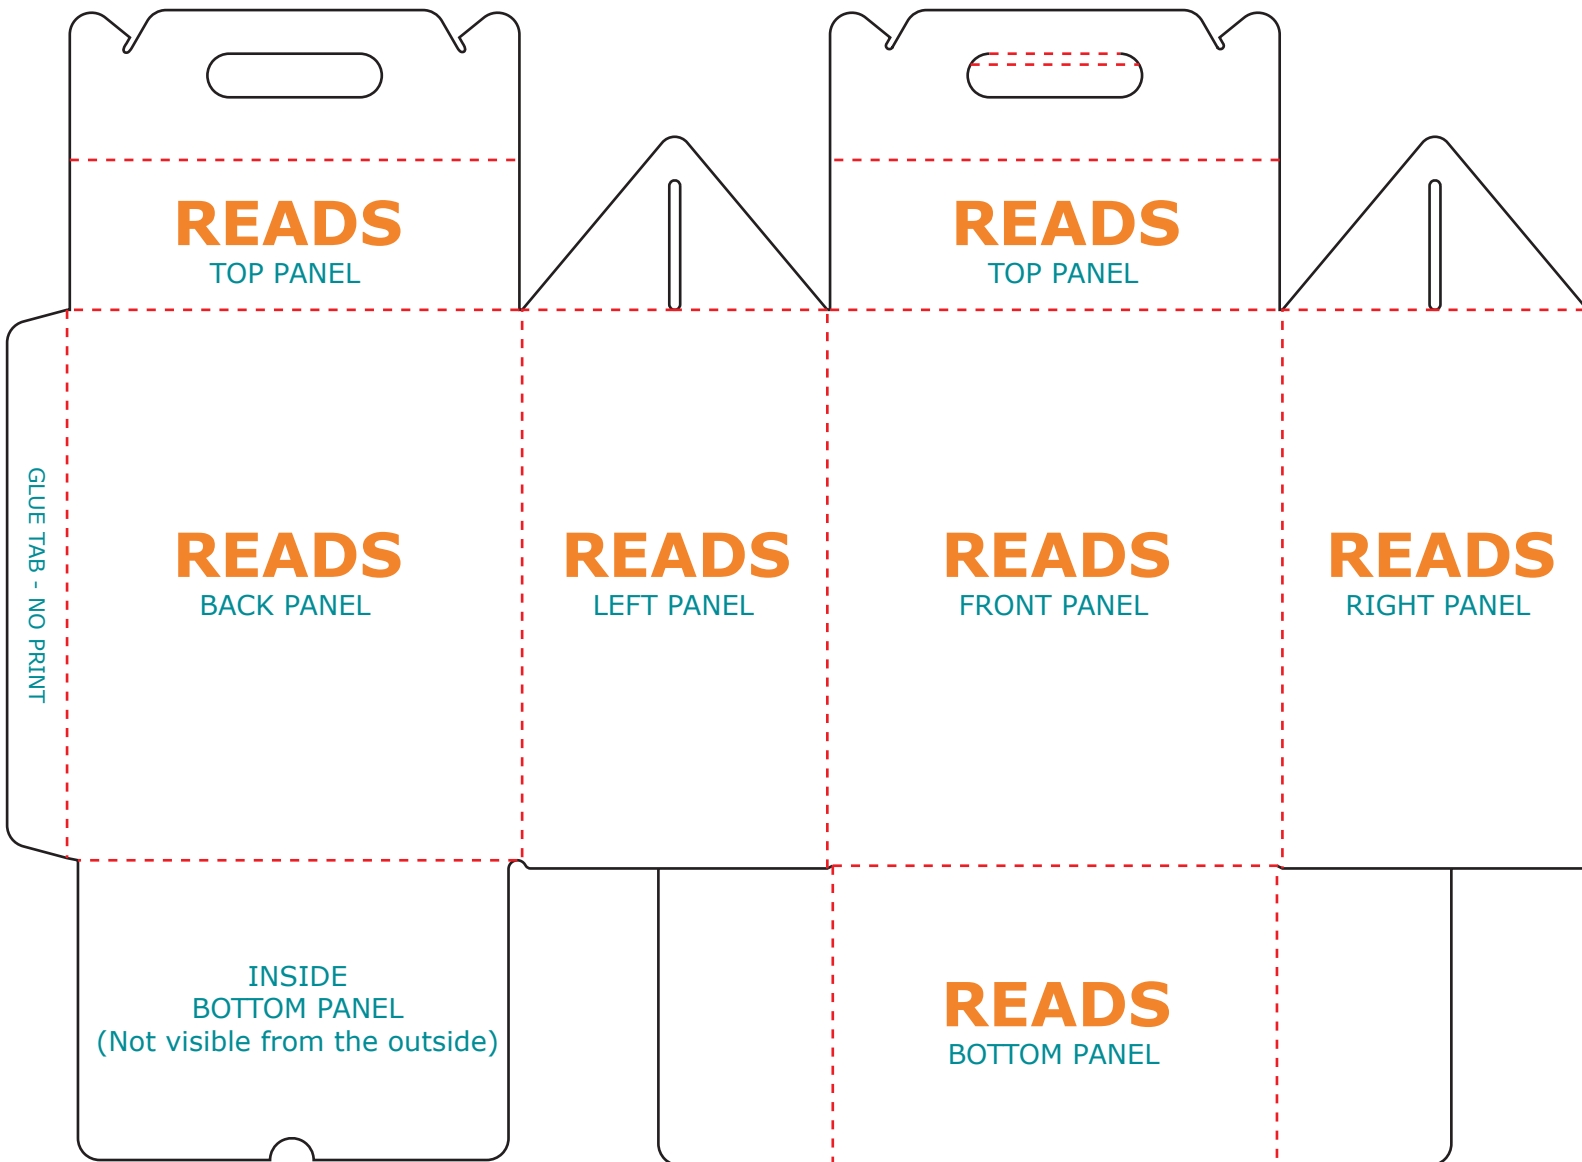 READS
TOP PANEL
READS
TOP PANEL
GLUE TAB - NO PRINT
READS
BACK PANEL
READS
LEFT PANEL
READS
FRONT PANEL
READS
RIGHT PANEL
INSIDE
BOTTOM PANEL
(Not visible from the outside)
READS
BOTTOM PANEL